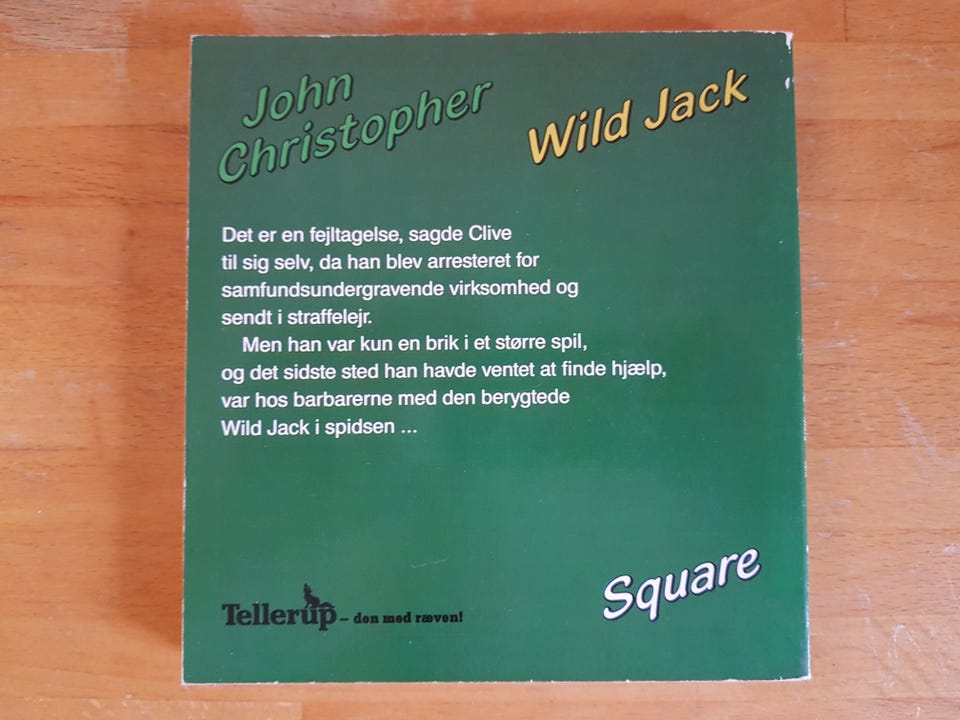 John
Christopher
Wild Jack
Det er en fejltagelse, sagde Clive
til sig selv, da han blev arresteret for
samfundsundergravende virksomhed og
sendt i straffelejr.
Men han var kun en brik i et større spil,
og det sidste sted han havde ventet at finde hjælp,
var hos barbarerne med den berygtede
Wild Jack i spidsen ...
Square
Tellerup – den med ræven!